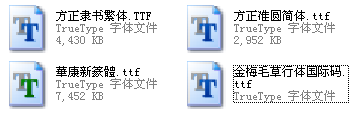 方正隶书繁体.TTF
TrueType 字体文件
4,430 KB
方正准圆简体.ttf
TrueType 字体文件
2,952 KB
華康新篆體.ttf
TrueType 字体文件
7,452 KB
金梅毛草行体国际码.
ttf
TrueType 字体文件